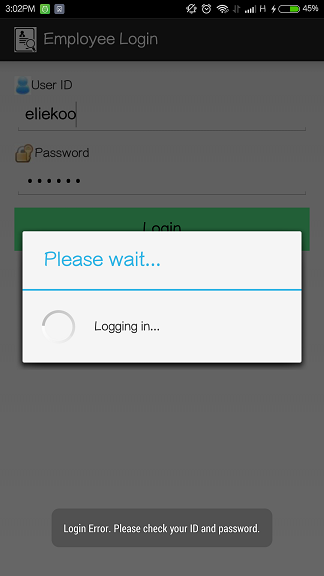 3:02PM H 45%
Employee Login
User ID
eliekoo
Password
Login
Please wait...
Logging in...
Login Error. Please check your ID and password.